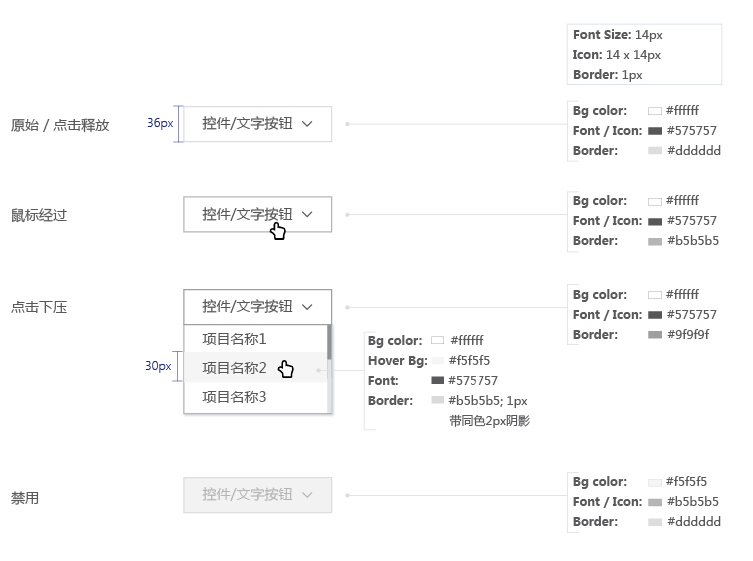 Font Size: 14px
Icon: 14 x 14px
Border: 1px
原始 / 点击释放
36px
控件/文字按钮
Bg color: #ffffff
Font / Icon: #575757
Border: #dddddd
鼠标经过
控件/文字按钮
Bg color: #ffffff
Font / Icon: #575757
Border: #b5b5b5
点击下压
控件/文字按钮
Bg color: #ffffff
Font / Icon: #575757
Border: #9f9f9f
项目名称1
30px
项目名称2
项目名称3
Bg color: #ffffff
Hover Bg: #f5f5f5
Font: #575757
Border: #b5b5b5; 1px
带同色2px阴影
禁用
控件/文字按钮
Bg color: #f5f5f5
Font / Icon: #b5b5b5
Border: #dddddd